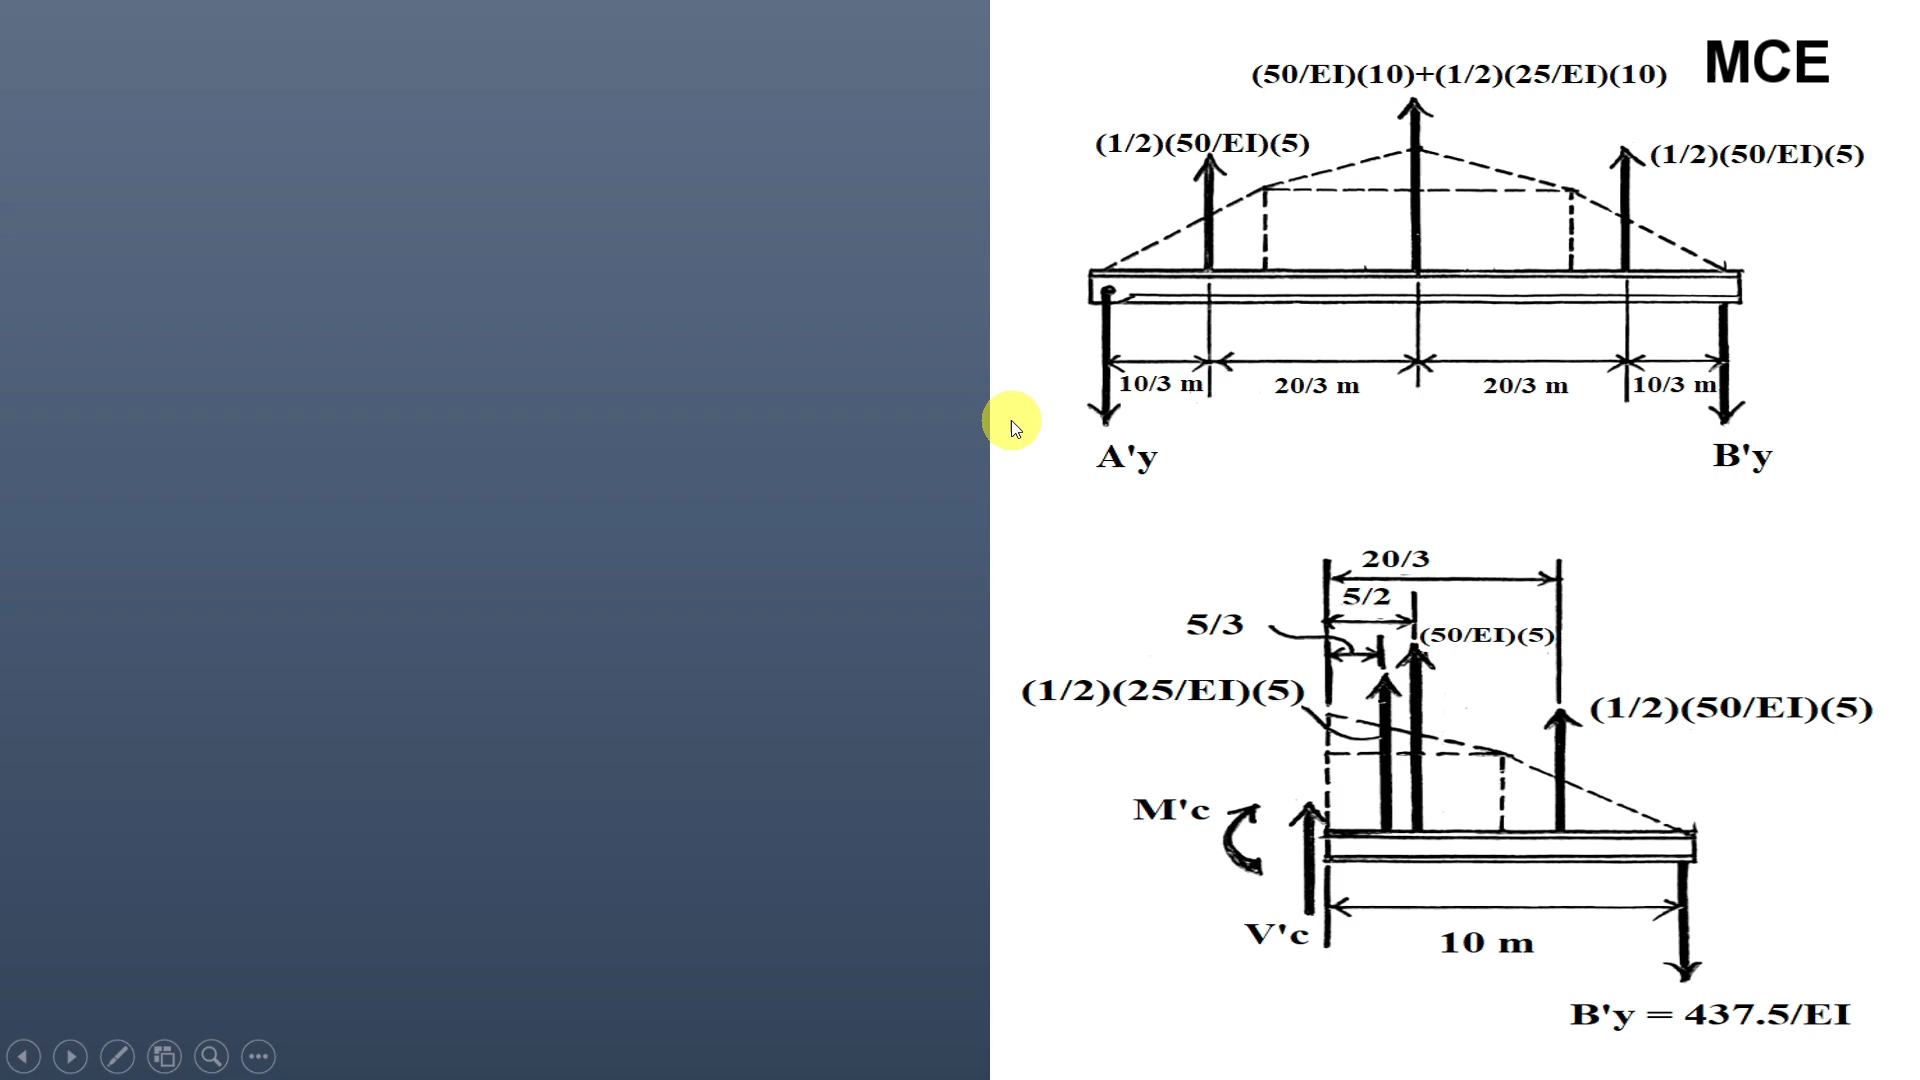 MCE
(50/EI)(10)+(1/2)(25/EI)(10)
(1/2)(50/EI)(5)
(1/2)(50/EI)(5)
10/3 m
20/3 m
20/3 m
10/3 m
A'y
B'y
20/3
5/2
5/3
(50/EI)(5)
(1/2)(25/EI)(5)
(1/2)(50/EI)(5)
M'c
V'c
10 m
B'y = 437.5/EI